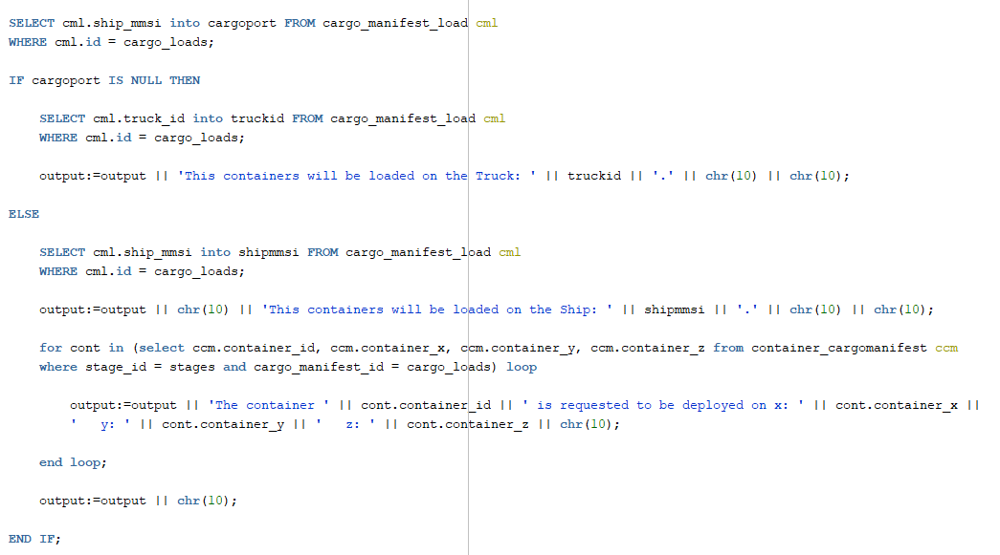 SELECT cml.ship_mmsi into cargoport FROM cargo_manifest_load cml
WHERE cml.id = cargo_loads;
IF cargoport IS NULL THEN
SELECT cml.truck_id into truckid FROM cargo_manifest_load cml
WHERE cml.id = cargo_loads;
output:=output || 'This containers will be loaded on the Truck: ' || truckid || '.' || chr(10) || chr(10);
ELSE
SELECT cml.ship_mmsi into shipmmsi FROM cargo_manifest_load cml
WHERE cml.id = cargo_loads;
output:=output || chr(10) || 'This containers will be loaded on the Ship: ' || shipmmsi || '.' || chr(10) || chr(10);
for cont in (select ccm.container_id, ccm.container_x, ccm.container_y, ccm.container_z from container_cargomanifest ccm
where stage_id = stages and cargo_manifest_id = cargo_loads) loop
output:=output || 'The container ' || cont.container_id || ' is requested to be deployed on x: ' || cont.container_x ||
'   y: ' || cont.container_y || '   z: ' || cont.container_z || chr(10);
end loop;
output:=output || chr(10);
END IF;